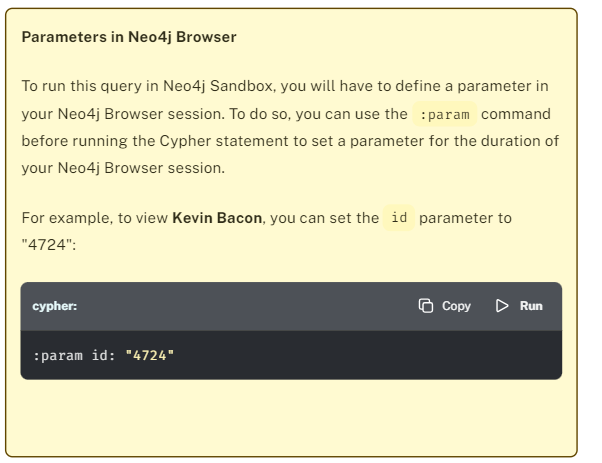 Parameters in Neo4j Browser
To run this query in Neo4j Sandbox, you will have to define a parameter in
your Neo4j Browser session. To do so, you can use the :param command
before running the Cypher statement to set a parameter for the duration of
your Neo4j Browser session.
For example, to view Kevin Bacon, you can set the id parameter to
"4724":
cypher: Copy Run
:param id: "4724"